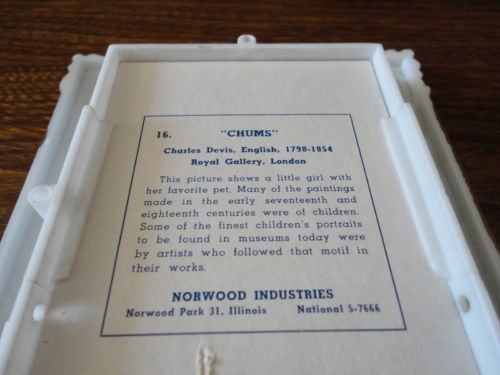 16. "CHUMS"
Charles Devis, English, 1798-1854
Royal Gallery, London
This picture shows a little girl with
her favorite pet. Many of the paintings
made in the early seventeenth and
eighteenth centuries were of children.
Some of the finest children's portraits
to be found in museums today were
by artists who followed that motif in
their works.
NORWOOD INDUSTRIES
Norwood Park 31, Illinois National 5-7666